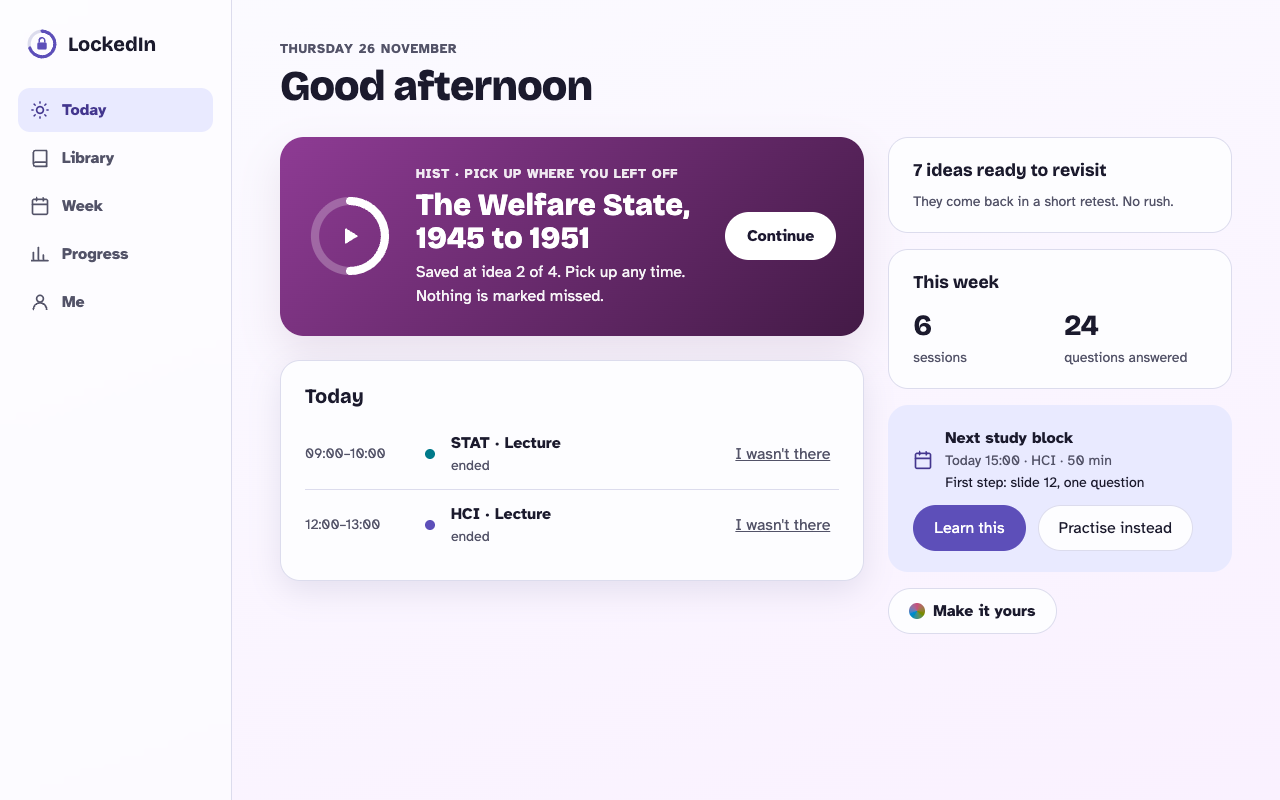 LockedIn
Today
Library
Week
Progress
Me
THURSDAY 26 NOVEMBER
Good afternoon
HIST · PICK UP WHERE YOU LEFT OFF
The Welfare State,
1945 to 1951
Saved at idea 2 of 4. Pick up any time.
Nothing is marked missed.
Continue
Today
09:00–10:00
STAT · Lecture
ended
I wasn't there
12:00–13:00
HCI · Lecture
ended
I wasn't there
7 ideas ready to revisit
They come back in a short retest. No rush.
This week
6
sessions
24
questions answered
Next study block
Today 15:00 · HCI · 50 min
First step: slide 12, one question
Learn this
Practise instead
Make it yours